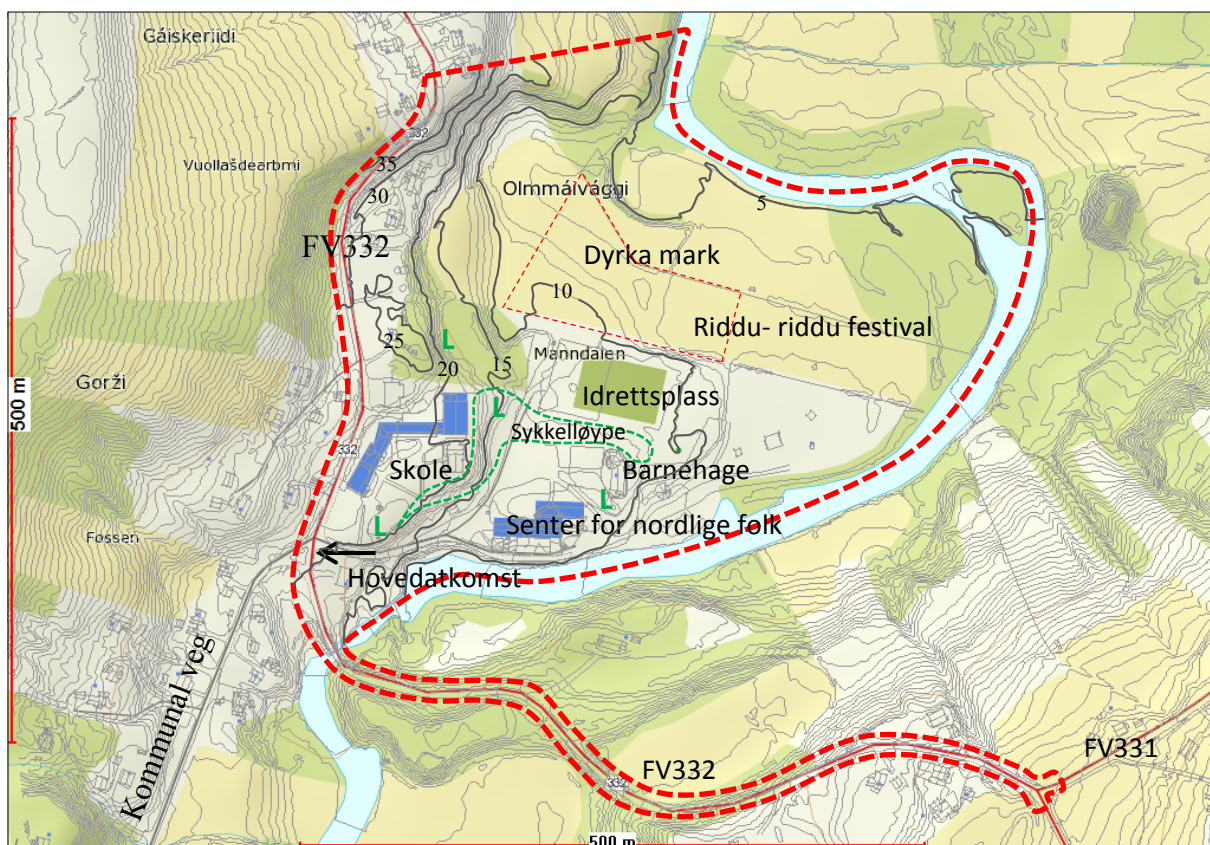 Gáiskeriidi
332
Vuollašdearbmi
35
30
Olmmáivággi
5
FV332
Dyrka mark
10
Riddu- riddu festival
25
L
20
15
Manndalen
Gorži
500 m
L
Idrettsplass
Sykkelløype
332
Skole
Barnehage
L
L
Senter for nordlige folk
Fossen
Hovedatkomst
Kommunal veg
FV331
FV332
332
500 m